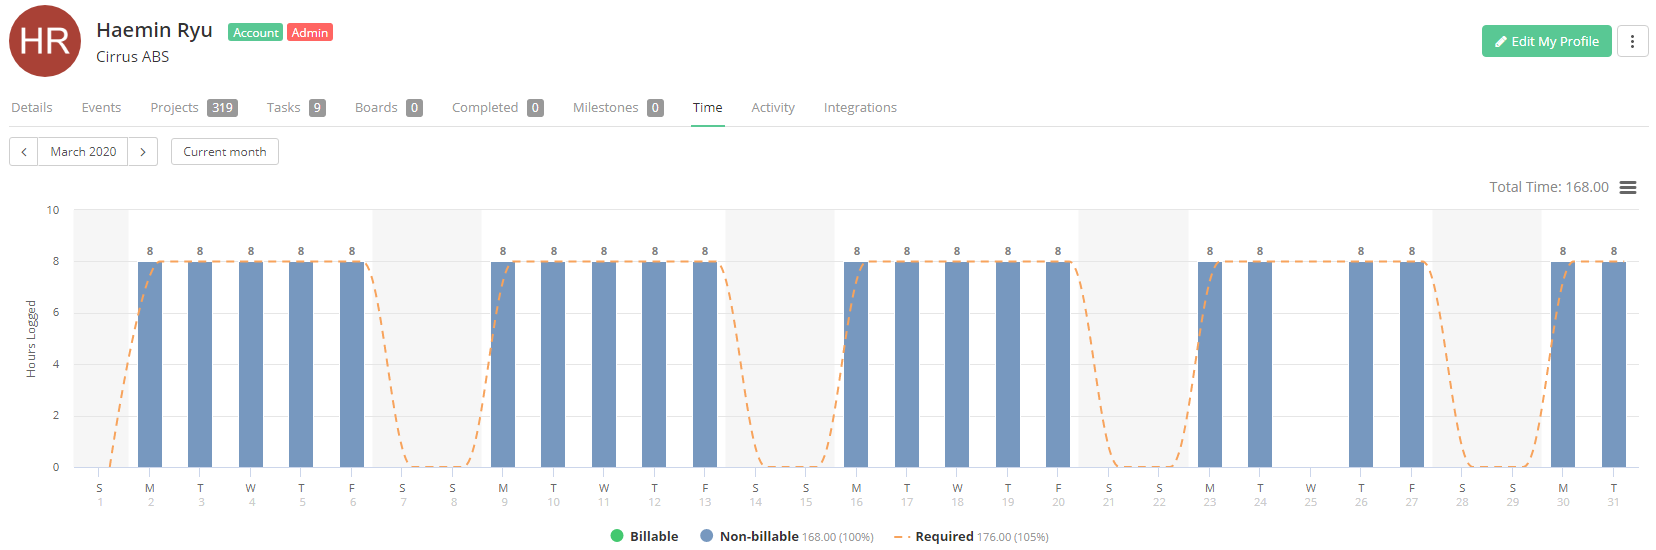 HR
Haemin Ryu Account Admin
Cirrus ABS
Edit My Profile
Details Events Projects 319 Tasks 9 Boards 0 Completed 0 Milestones 0 Time Activity Integrations
March 2020 Current month
Total Time: 168.00
10
8 8 8 8 8 8 8 8 8 8 8 8 8 8 8 8 8 8 8 8 8
8
6
4
2
0
Hours Logged
S M T W T F S S M T W T F S S M T W T F S S M T W T F S S M T
1 2 3 4 5 6 7 8 9 10 11 12 13 14 15 16 17 18 19 20 21 22 23 24 25 26 27 28 29 30 31
Billable Non-billable 168.00 (100%) Required 176.00 (105%)